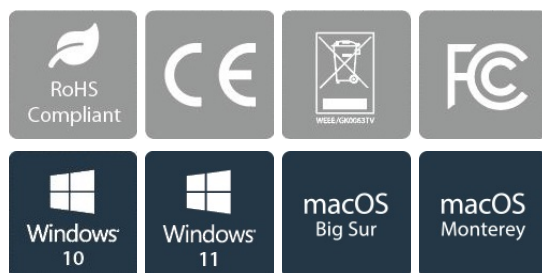 RoHS
Compliant
CE
WEEE/GK0063TV
FC
Windows
10
Windows
11
macOS
Big Sur
macOS
Monterey